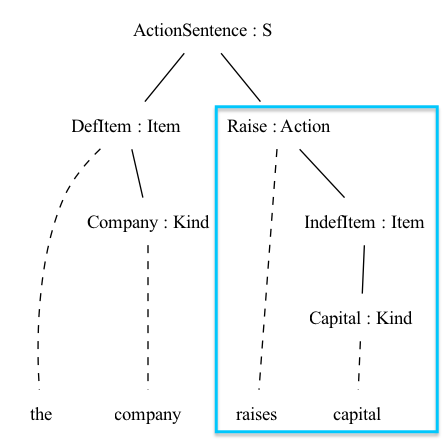 ActionSentence : S
DefItem : Item
Raise : Action
Company : Kind
IndefItem : Item
Capital : Kind
the company raises capital